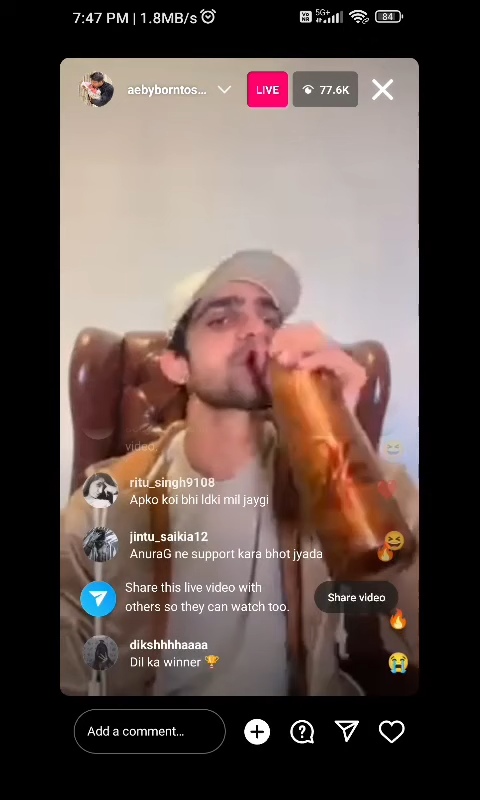 7:47 PM | 1.8MB/s
5G+
84
aebyborntos...
LIVE
77.6K
video.
ritu_singh9108
Apko koi bhi ldki mil jaygi
jintu_saikia12
AnuraG ne support kara bhot jyada
Share this live video with
others so they can watch too.
Share video
dikshhhhaaaa
Dil ka winner 🏆
Add a comment...